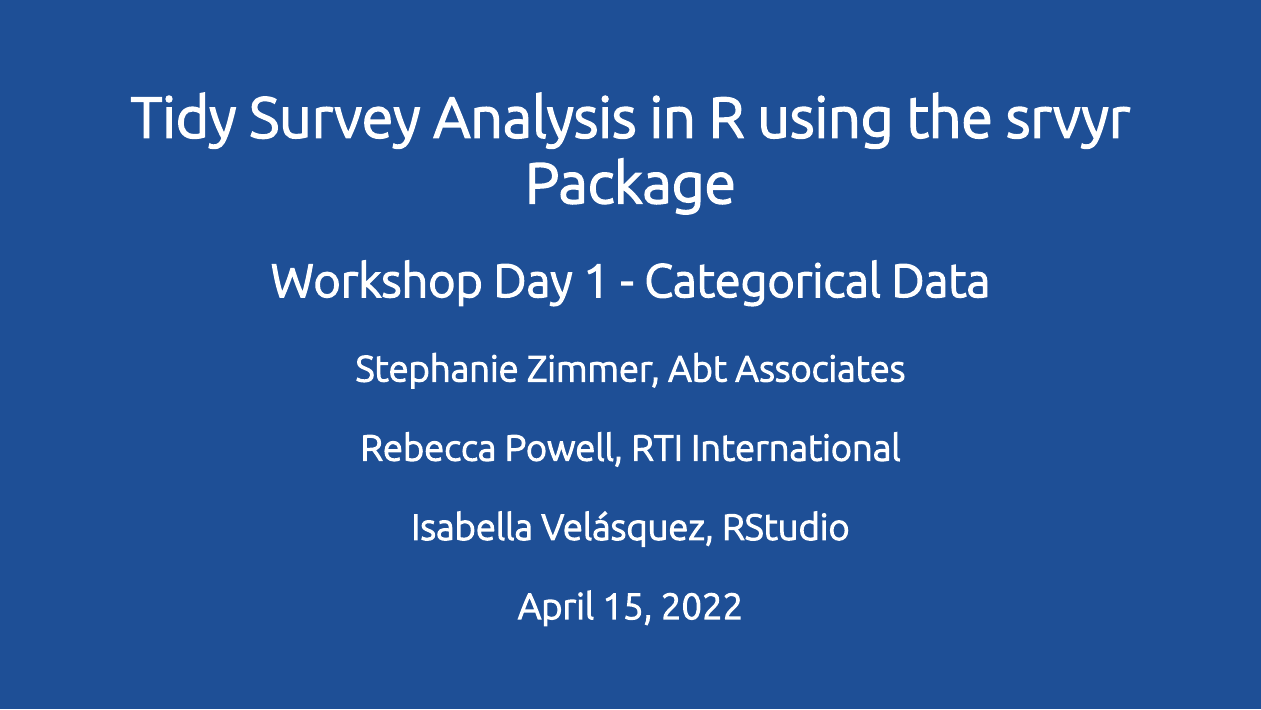 Tidy Survey Analysis in R using the srvyr
Package
Workshop Day 1 - Categorical Data
Stephanie Zimmer, Abt Associates
Rebecca Powell, RTI International
Isabella Velásquez, RStudio
April 15, 2022